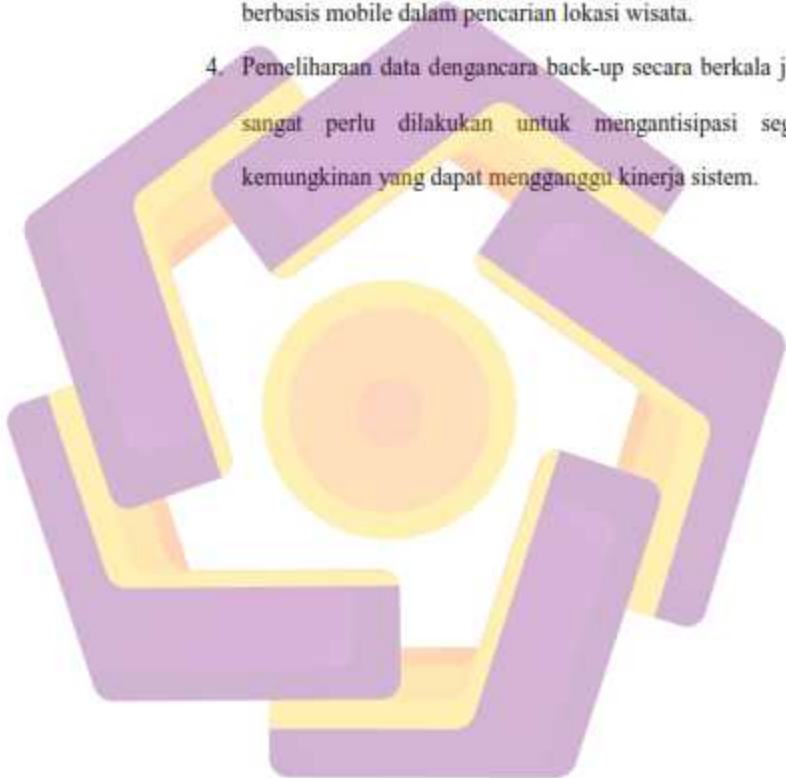 berbasis mobile dalam pencarian lokasi wisata.
4. Pemeliharaan data dengancara back-up secara berkala j
sangat perlu dilakukan untuk mengantisipasi seg
kemungkinan yang dapat mengganggu kinerja sistem.